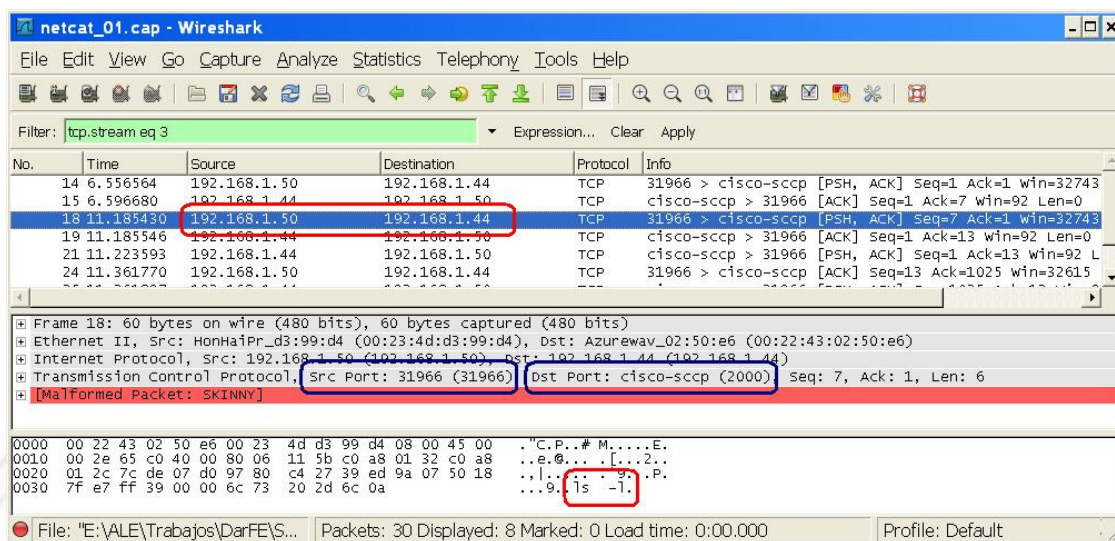 netcat_01.cap - Wireshark
File Edit View Go Capture Analyze Statistics Telephony Tools Help
Filter: tcp.stream eq 3 Expression... Clear Apply
No. Time Source Destination Protocol Info
14 6.556564 192.168.1.50 192.168.1.44 TCP 31966 > cisco-sccp [PSH, ACK] Seq=1 Ack=1 Win=32743
15 6.596680 192.168.1.44 192.168.1.50 TCP cisco-sccp > 31966 [ACK] Seq=1 Ack=7 Win=92 Len=0
18 11.185430 192.168.1.50 192.168.1.44 TCP 31966 > cisco-sccp [PSH, ACK] Seq=7 Ack=1 Win=32743
19 11.185546 192.168.1.44 192.168.1.50 TCP cisco-sccp > 31966 [ACK] Seq=1 Ack=13 Win=92 Len=0
21 11.223593 192.168.1.44 192.168.1.50 TCP cisco-sccp > 31966 [PSH, ACK] Seq=1 Ack=13 Win=92 L
24 11.361770 192.168.1.50 192.168.1.44 TCP 31966 > cisco-sccp [ACK] Seq=13 Ack=1025 Win=32615
Frame 18: 60 bytes on wire (480 bits), 60 bytes captured (480 bits)
Ethernet II, Src: HonHaiPr_d3:99:d4 (00:23:4d:d3:99:d4), Dst: Azurewav_02:50:e6 (00:22:43:02:50:e6)
Internet Protocol, Src: 192.168.1.50 (192.168.1.50), Dst: 192.168.1.44 (192.168.1.44)
Transmission Control Protocol, Src Port: 31966 (31966), Dst Port: cisco-sccp (2000), Seq: 7, Ack: 1, Len: 6
[Malformed Packet: SKINNY]
0000 00 22 43 02 50 e6 00 23 4d d3 99 d4 08 00 45 00 ."C.P..# M.....E.
0010 00 2e 65 c0 40 00 80 06 11 5b c0 a8 01 32 c0 a8 ..e.@... .[...2..
0020 01 2c 7c de 07 d0 97 80 c4 27 39 ed 9a 07 50 18 .,|..... .'9...P.
0030 7f e7 ff 39 00 00 6c 73 20 2d 6c 0a ...9..ls -l.
File: "E:\ALE\Trabajos\DarFE\S... Packets: 30 Displayed: 8 Marked: 0 Load time: 0:00.000 Profile: Default